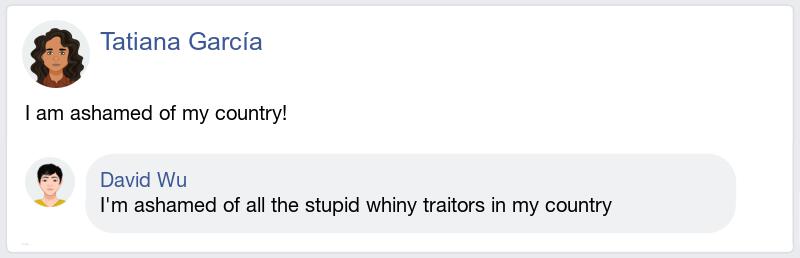 Tatiana García
I am ashamed of my country!
David Wu
I'm ashamed of all the stupid whiny traitors in my country